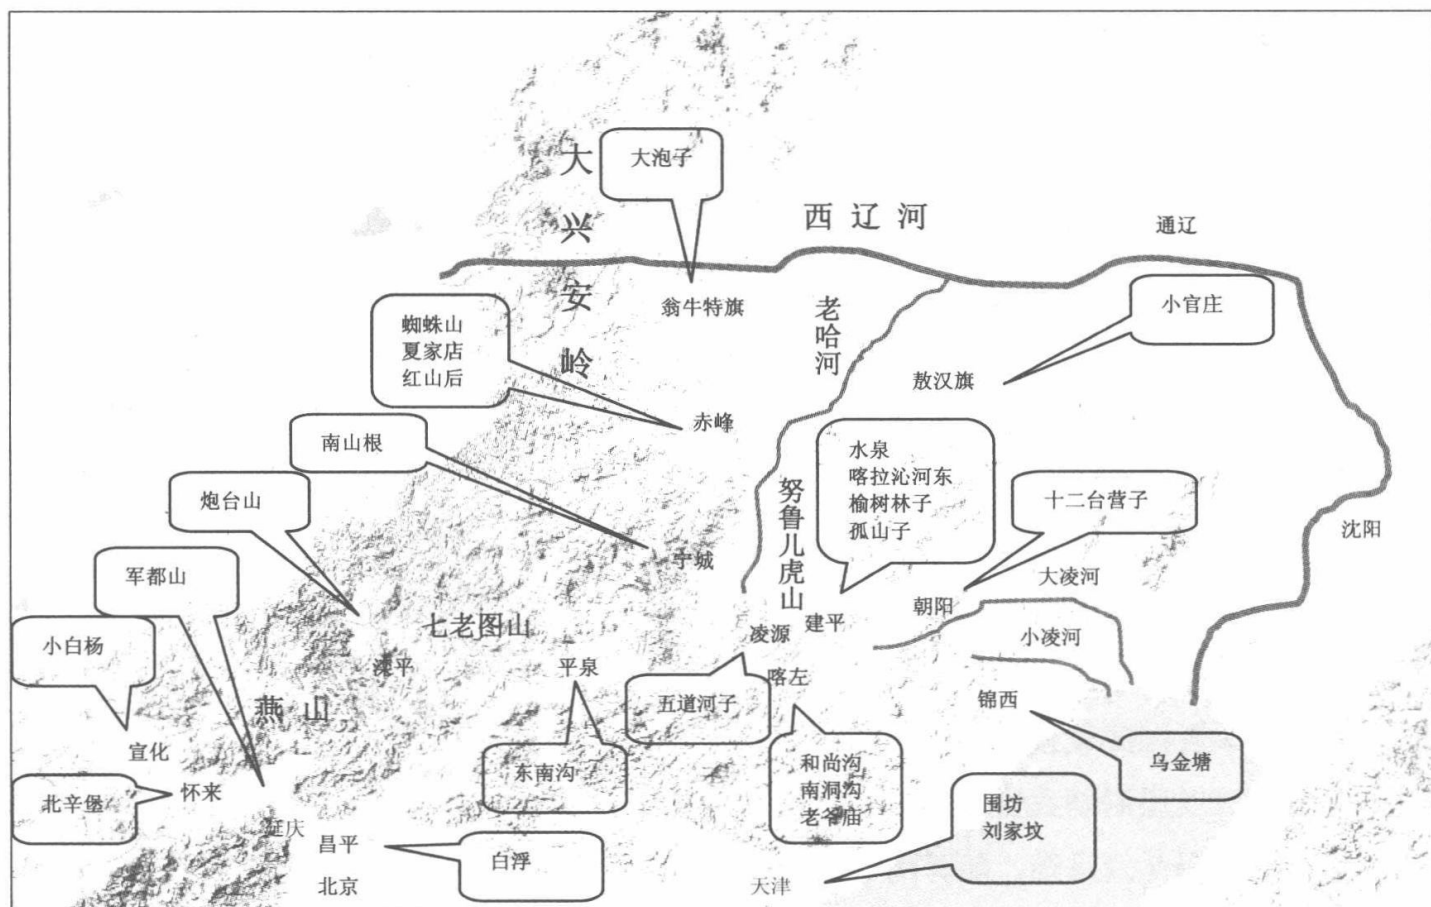 大兴安岭
大泡子
西辽河
通辽
翁牛特旗
老哈河
小官庄
蜘蛛山
夏家店
红山后
敖汉旗
赤峰
南山根
水泉
喀拉沁河东
榆树林子
孤山子
努鲁儿虎山
炮台山
十二台营子
沈阳
宁城
军都山
大凌河
朝阳
七老图山
凌源
建平
小凌河
小白杨
滦平
平泉
喀左
五道河子
锦西
燕山
宣化
东南沟
和尚沟
南洞沟
老爷庙
乌金塘
北辛堡
怀来
围坊
刘家坟
延庆
昌平
白浮
北京
天津